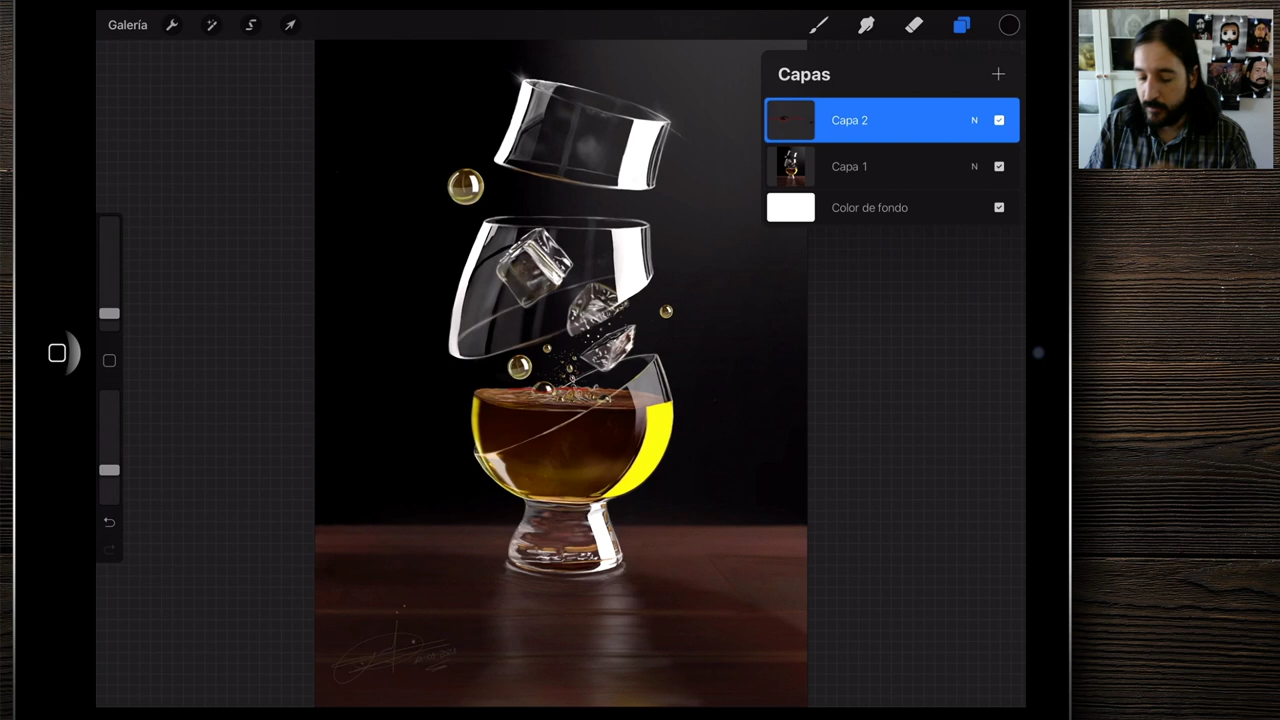 Galería
Capas
Capa 2 N
Capa 1 N
Color de fondo